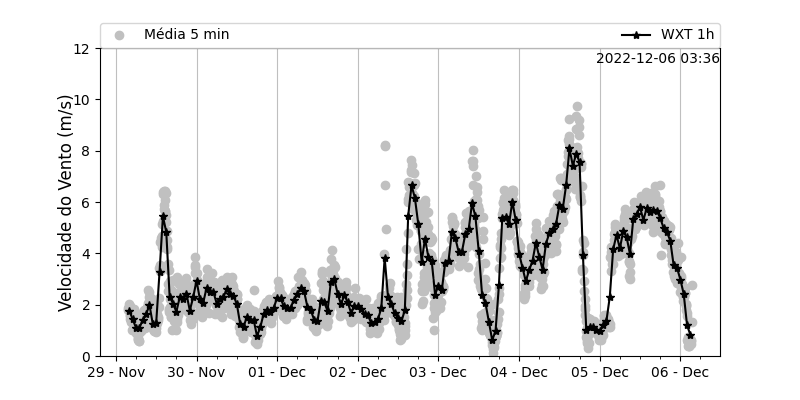 Média 5 min WXT 1h
2022-12-06 03:36
Velocidade do Vento (m/s)
12
10
8
6
4
2
0
29 - Nov 30 - Nov 01 - Dec 02 - Dec 03 - Dec 04 - Dec 05 - Dec 06 - Dec